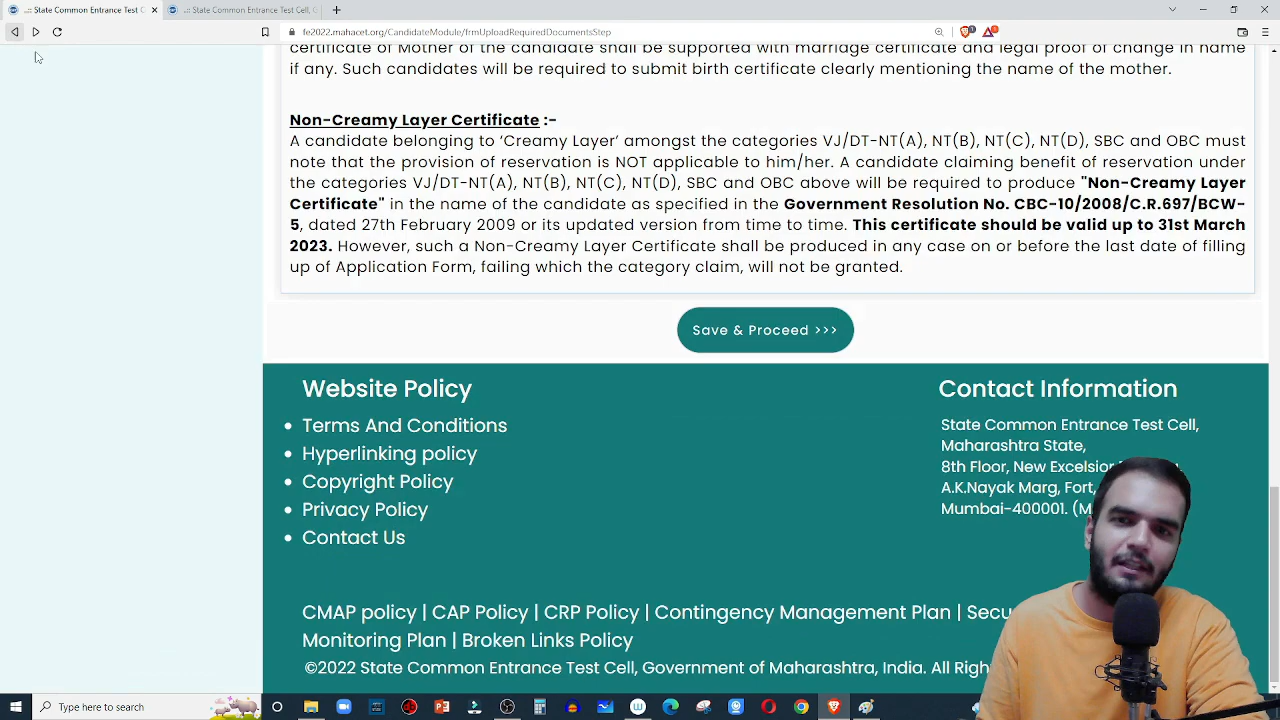 .:: State Common Entrance Test C
.:: State Common Entrance Test Cell, G
fe2022.mahacet.org/CandidateModule/frmUploadRequiredDocumentsStep
certificate of Mother of the candidate shall be supported with marriage certificate and legal proof of change in name
if any. Such candidates will be required to submit birth certificate clearly mentioning the name of the mother.
Non-Creamy Layer Certificate :-
A candidate belonging to ‘Creamy Layer’ amongst the categories VJ/DT-NT(A), NT(B), NT(C), NT(D), SBC and OBC must
note that the provision of reservation is NOT applicable to him/her. A candidate claiming benefit of reservation under
the categories VJ/DT-NT(A), NT(B), NT(C), NT(D), SBC and OBC above will be required to produce "Non-Creamy Layer
Certificate" in the name of the candidate as specified in the Government Resolution No. CBC-10/2008/C.R.697/BCW-
5, dated 27th February 2009 or its updated version from time to time. This certificate should be valid up to 31st March
2023. However, such a Non-Creamy Layer Certificate shall be produced in any case on or before the last date of filling
up of Application Form, failing which the category claim, will not be granted.
Save & Proceed >>>
Website Policy
• Terms And Conditions
• Hyperlinking policy
• Copyright Policy
• Privacy Policy
• Contact Us
Contact Information
State Common Entrance Test Cell,
Maharashtra State,
8th Floor, New Excelsior
A.K.Nayak Marg, Fort,
Mumbai-400001. (M
CMAP policy | CAP Policy | CRP Policy | Contingency Management Plan | Secu
Monitoring Plan | Broken Links Policy
©2022 State Common Entrance Test Cell, Government of Maharashtra, India. All Righ
Type here to search